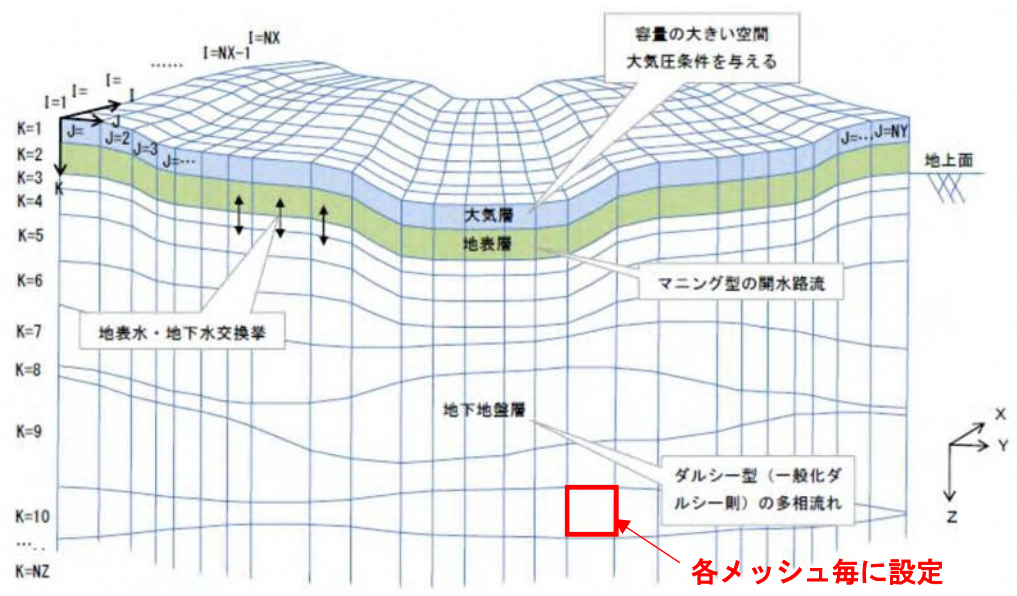 容量の大きい空間
大気圧条件を与える
I=NX
I=NX-1
……
I=
I=
I=1
I
J
K
K=1
J=
J=2
J=3
J=…
J=…
J=NY
K=2
K=3
K=4
K=5
K=6
K=7
K=8
K=9
K=10
…..
K=NZ
地上面
大気層
地表層
マニング型の開水路流
地表水・地下水交換挙
地下地盤層
ダルシー型（一般化ダ
ルシー則）の多相流れ
X
Y
Z
各メッシュ毎に設定